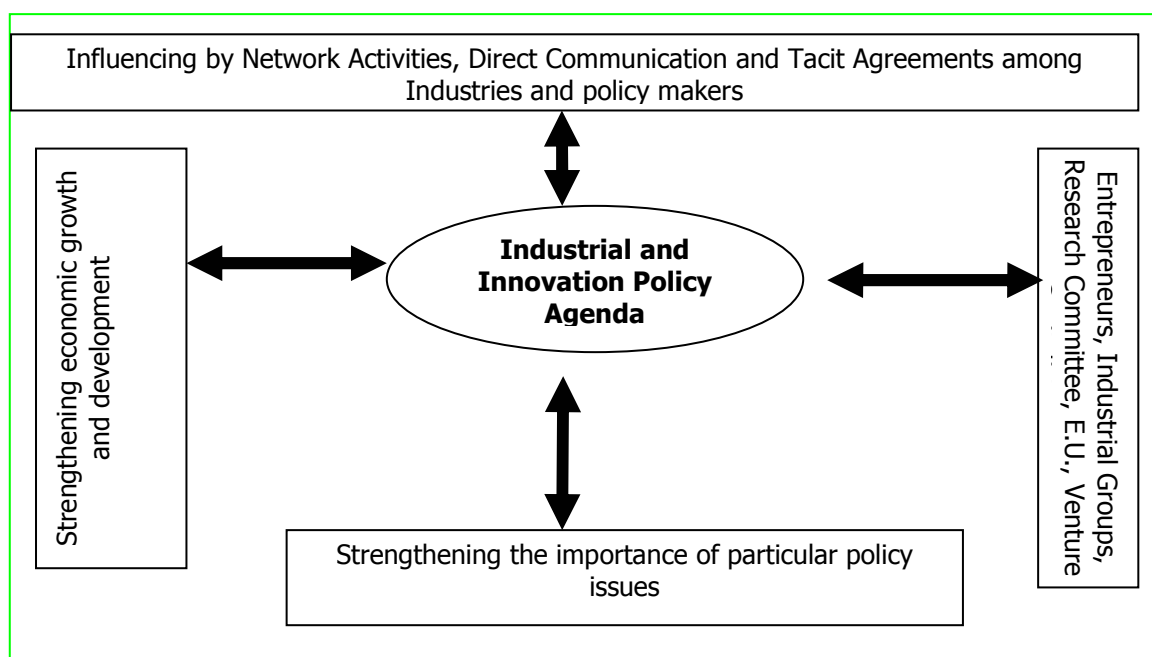 Influencing by Network Activities, Direct Communication and Tacit Agreements among
Industries and policy makers
Strengthening economic growth
and development
Industrial and
Innovation Policy
Agenda
Entrepreneurs, Industrial Groups,
Research Committee, E.U., Venture
Strengthening the importance of particular policy
issues